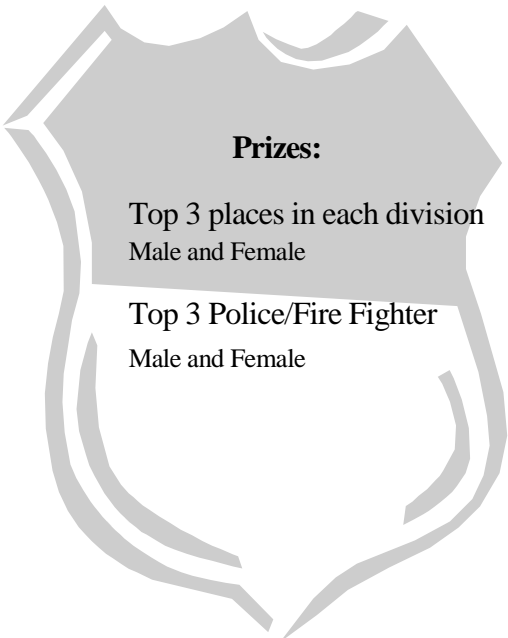 Prizes:
Top 3 places in each division
Male and Female
Top 3 Police/Fire Fighter
Male and Female